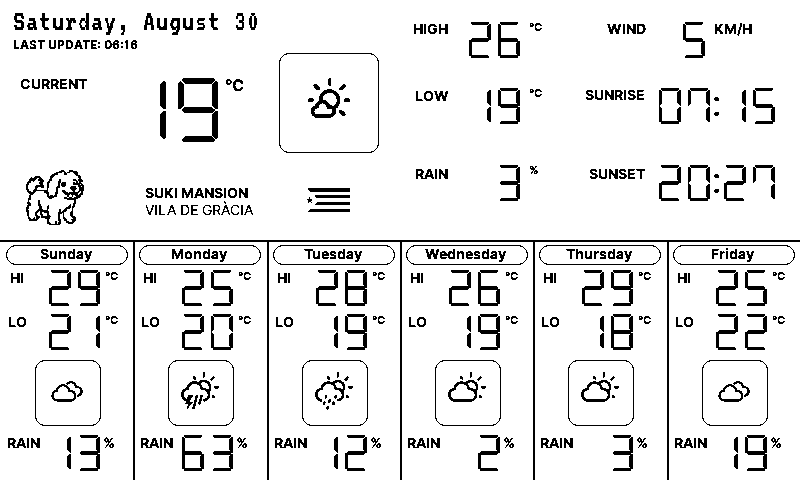 Saturday, August 30
LAST UPDATE: 06:16
CURRENT 19 °C
HIGH 26 °C
WIND 5 KM/H
LOW 19 °C
SUNRISE 07:15
RAIN 3 %
SUNSET 20:27
SUKI MANSION
VILA DE GRÀCIA
Sunday
HI 29 °C
LO 21 °C
RAIN 13 %
Monday
HI 25 °C
LO 20 °C
RAIN 63 %
Tuesday
HI 28 °C
LO 19 °C
RAIN 12 %
Wednesday
HI 26 °C
LO 19 °C
RAIN 2 %
Thursday
HI 29 °C
LO 18 °C
RAIN 3 %
Friday
HI 25 °C
LO 22 °C
RAIN 19 %